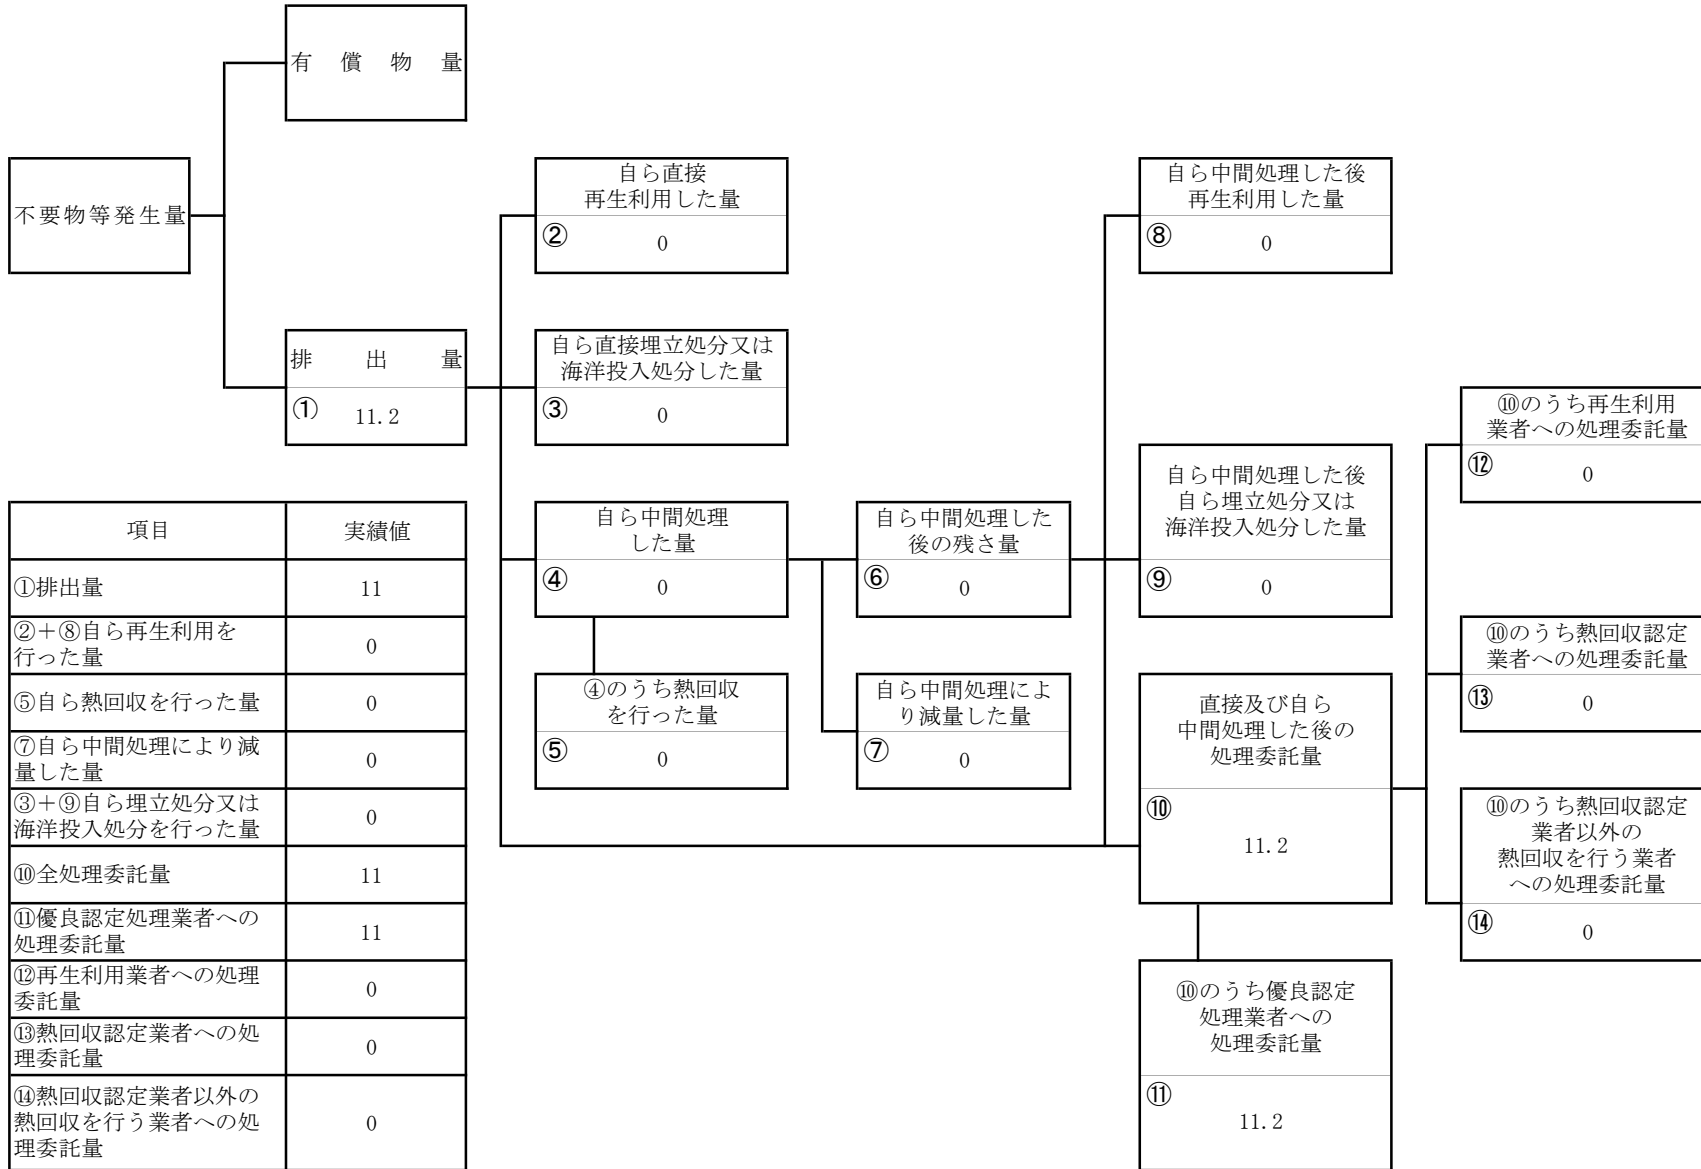 有償物量
不要物等発生量
排出量
① 11.2
自ら直接
再生利用した量
② 0
自ら直接埋立処分又は
海洋投入処分した量
③ 0
自ら中間処理
した量
④ 0
④のうち熱回収
を行った量
⑤ 0
自ら中間処理した
後の残さ量
⑥ 0
自ら中間処理によ
り減量した量
⑦ 0
自ら中間処理した後
再生利用した量
⑧ 0
自ら中間処理した後
自ら埋立処分又は
海洋投入処分した量
⑨ 0
直接及び自ら
中間処理した後の
処理委託量
⑩
11.2
⑩のうち優良認定
処理業者への
処理委託量
⑪
11.2
⑩のうち再生利用
業者への処理委託量
⑫ 0
⑩のうち熱回収認定
業者への処理委託量
⑬ 0
⑩のうち熱回収認定
業者以外の
熱回収を行う業者
への処理委託量
⑭ 0
項目 実績値
①排出量 11
②＋⑧自ら再生利用を
行った量 0
⑤自ら熱回収を行った量 0
⑦自ら中間処理により減
量した量 0
③＋⑨自ら埋立処分又は
海洋投入処分を行った量 0
⑩全処理委託量 11
⑪優良認定処理業者への
処理委託量 11
⑫再生利用業者への処理
委託量 0
⑬熱回収認定業者への処
理委託量 0
⑭熱回収認定業者以外の
熱回収を行う業者への処 0
理委託量